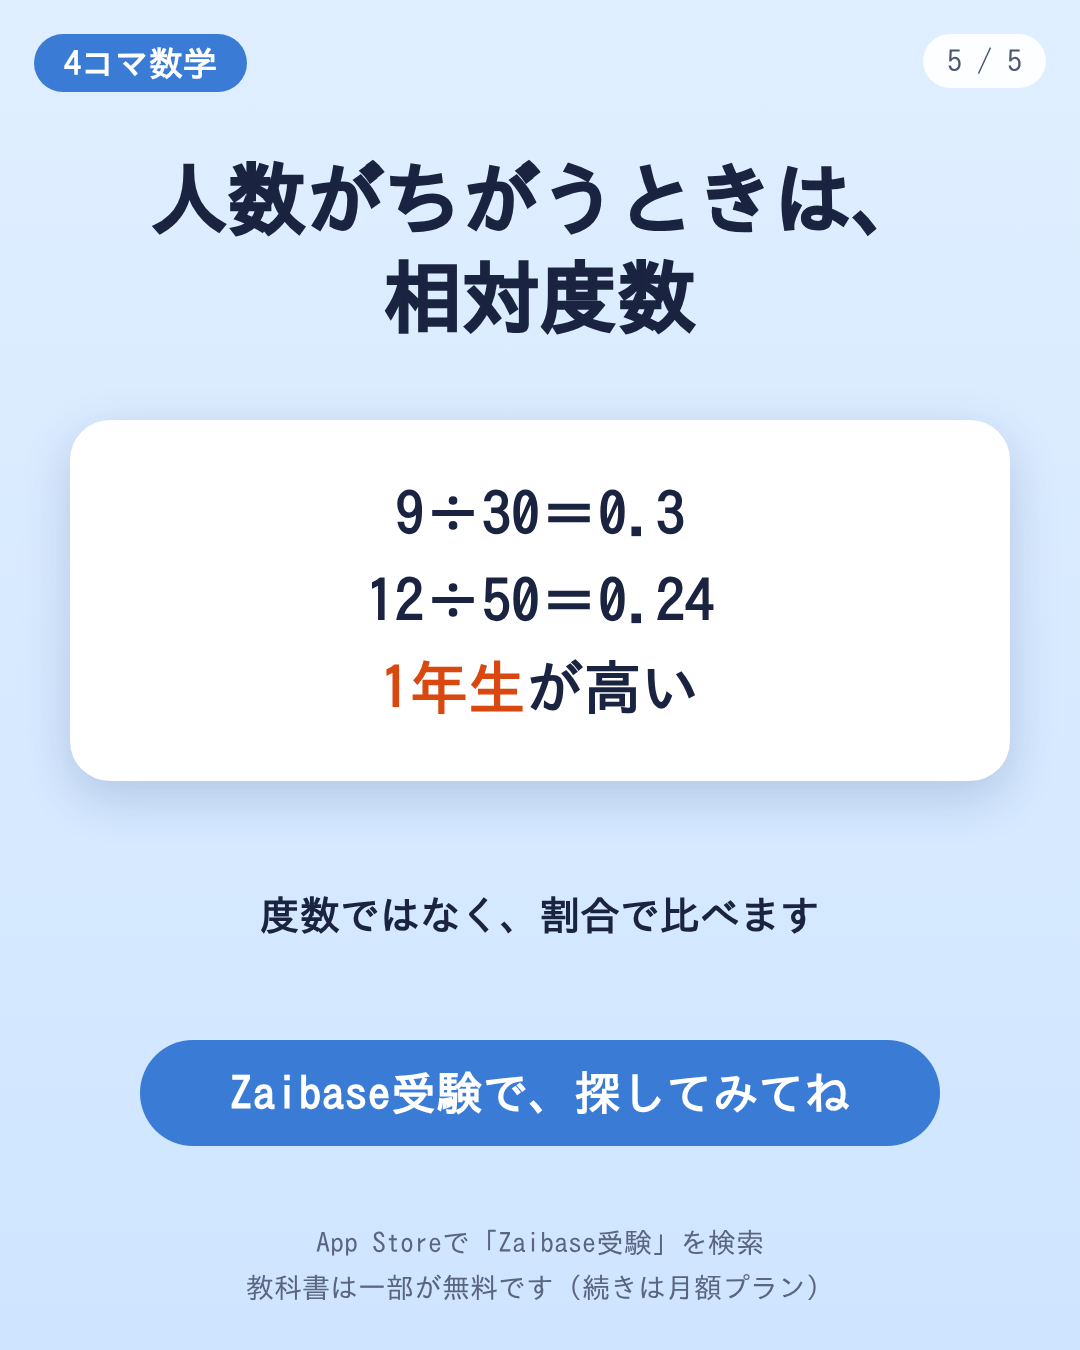 4コマ数学
5 / 5
人数がちがうときは、
相対度数
9÷30＝0.3
12÷50＝0.24
1年生が高い
度数ではなく、割合で比べます
Zaibase受験で、探してみてね
App Storeで「Zaibase受験」を検索
教科書は一部が無料です（続きは月額プラン）